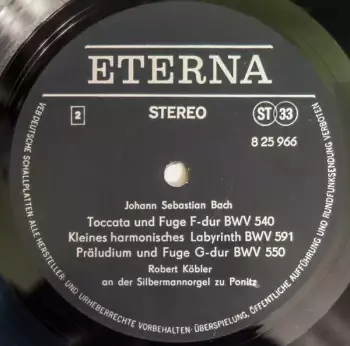 ETERNA
2
STEREO
ST 33
8 25 966
Johann Sebastian Bach
Toccata und Fuge F-dur BWV 540
Kleines harmonisches Labyrinth BWV 591
Präludium und Fuge G-dur BWV 550
Robert Köbler
an der Silbermannorgel zu Ponitz
VEB DEUTSCHE SCHALLPLATTEN ALLE HERSTELLER- UND URHEBERRECHTE VORBEHALTEN · ÜBERSPIELUNG, ÖFFENTLICHE AUFFÜHRUNG UND RUNDFUNKSENDUNG VERBOTEN